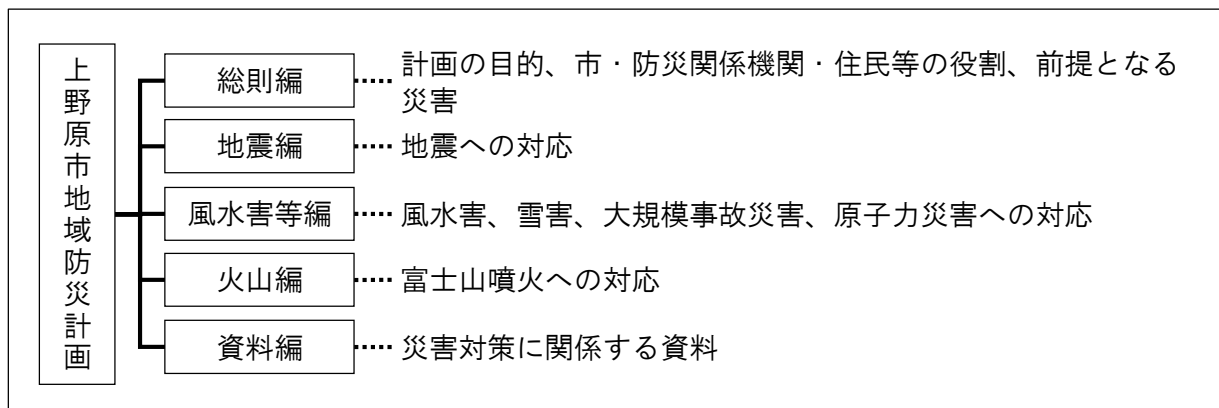 上野原市地域防災計画
総則編
計画の目的、市・防災関係機関・住民等の役割、前提となる
災害
地震編
地震への対応
風水害等編
風水害、雪害、大規模事故災害、原子力災害への対応
火山編
富士山噴火への対応
資料編
災害対策に関係する資料